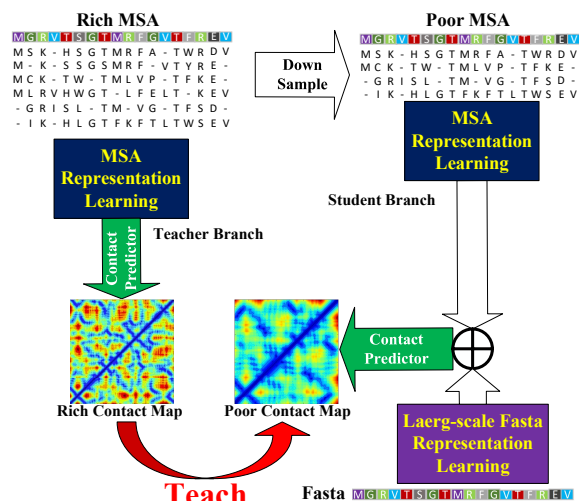 Rich MSA
MGRVTSGTMRFGVTFREV
MSK-HSGTMRFA-TWRDV
M-K-SSGSMRF-VTYRE-
MCK-TW-TMLVP-TFKE-
MLRVHWGT-LFELT-KEV
-GRISL-TM-VG-TFSD-
-IK-HLGTFKFTLTWSEV
Down
Sample
Poor MSA
MGRVTSGTMRFGVTFREV
MSK-HSGTMRFA-TWRDV
MCK-TW-TMLVP-TFKE-
-GRISL-TM-VG-TFSD-
-IK-HLGTFKFTLTWSEV
MSA
Representation
Learning
MSA
Representation
Learning
Student Branch
Teacher Branch
Contact
Predictor
Contact
Predictor
Rich Contact Map
Poor Contact Map
Laerg-scale Fasta
Representation
Learning
Teach
Fasta
MGRVTSGTMRFGVTFREV